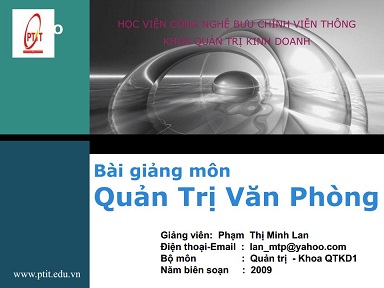 PTIT
HỌC VIỆN CÔNG NGHỆ BƯU CHÍNH VIỄN THÔNG
KHOA QUẢN TRỊ KINH DOANH
Bài giảng môn
Quản Trị Văn Phòng
Giảng viên: Phạm Thị Minh Lan
Điện thoại-Email : lan_mtp@yahoo.com
Bộ môn : Quản trị - Khoa QTKD1
Năm biên soạn : 2009
www.ptit.edu.vn